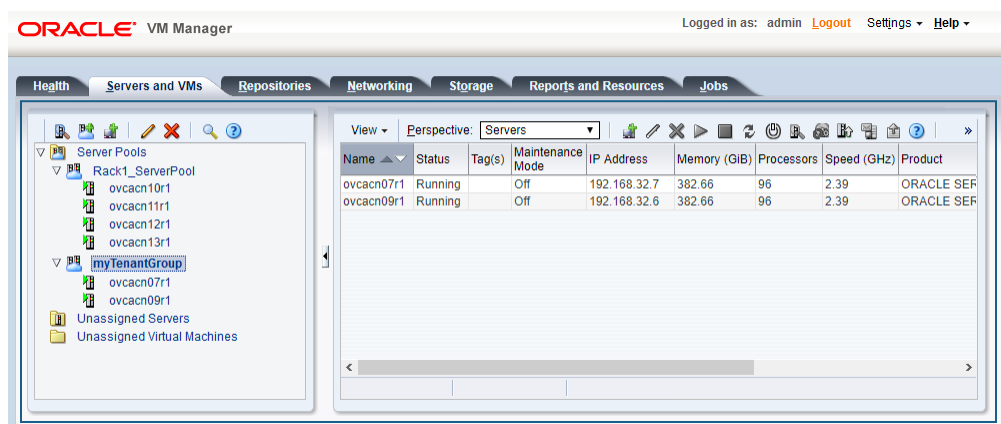 ORACLE VM Manager
Logged in as: admin Logout Settings Help
Health Servers and VMs Repositories Networking Storage Reports and Resources Jobs
Server Pools
Rack1_ServerPool
ovcacn10r1
ovcacn11r1
ovcacn12r1
ovcacn13r1
myTenantGroup
ovcacn07r1
ovcacn09r1
Unassigned Servers
Unassigned Virtual Machines
View Perspective: Servers »
Name Status Tag(s) Maintenance Mode IP Address Memory (GiB) Processors Speed (GHz) Product
ovcacn07r1 Running Off 192.168.32.7 382.66 96 2.39 ORACLE SER
ovcacn09r1 Running Off 192.168.32.6 382.66 96 2.39 ORACLE SER